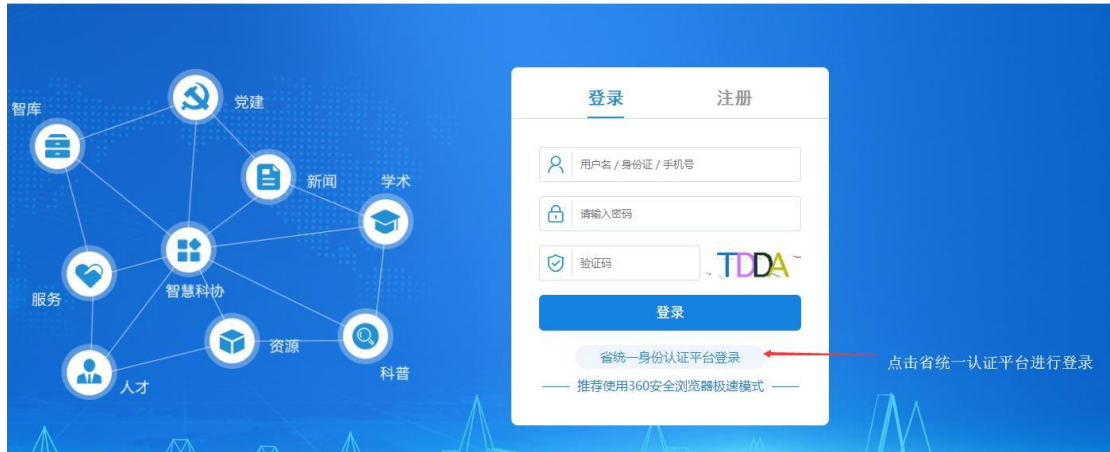 智库
党建
新闻
学术
智慧科协
服务
资源
科普
人才
登录 注册
用户名 / 身份证 / 手机号
请输入密码
验证码 TDDA
登录
省统一身份认证平台登录
推荐使用360安全浏览器极速模式
点击省统一认证平台进行登录